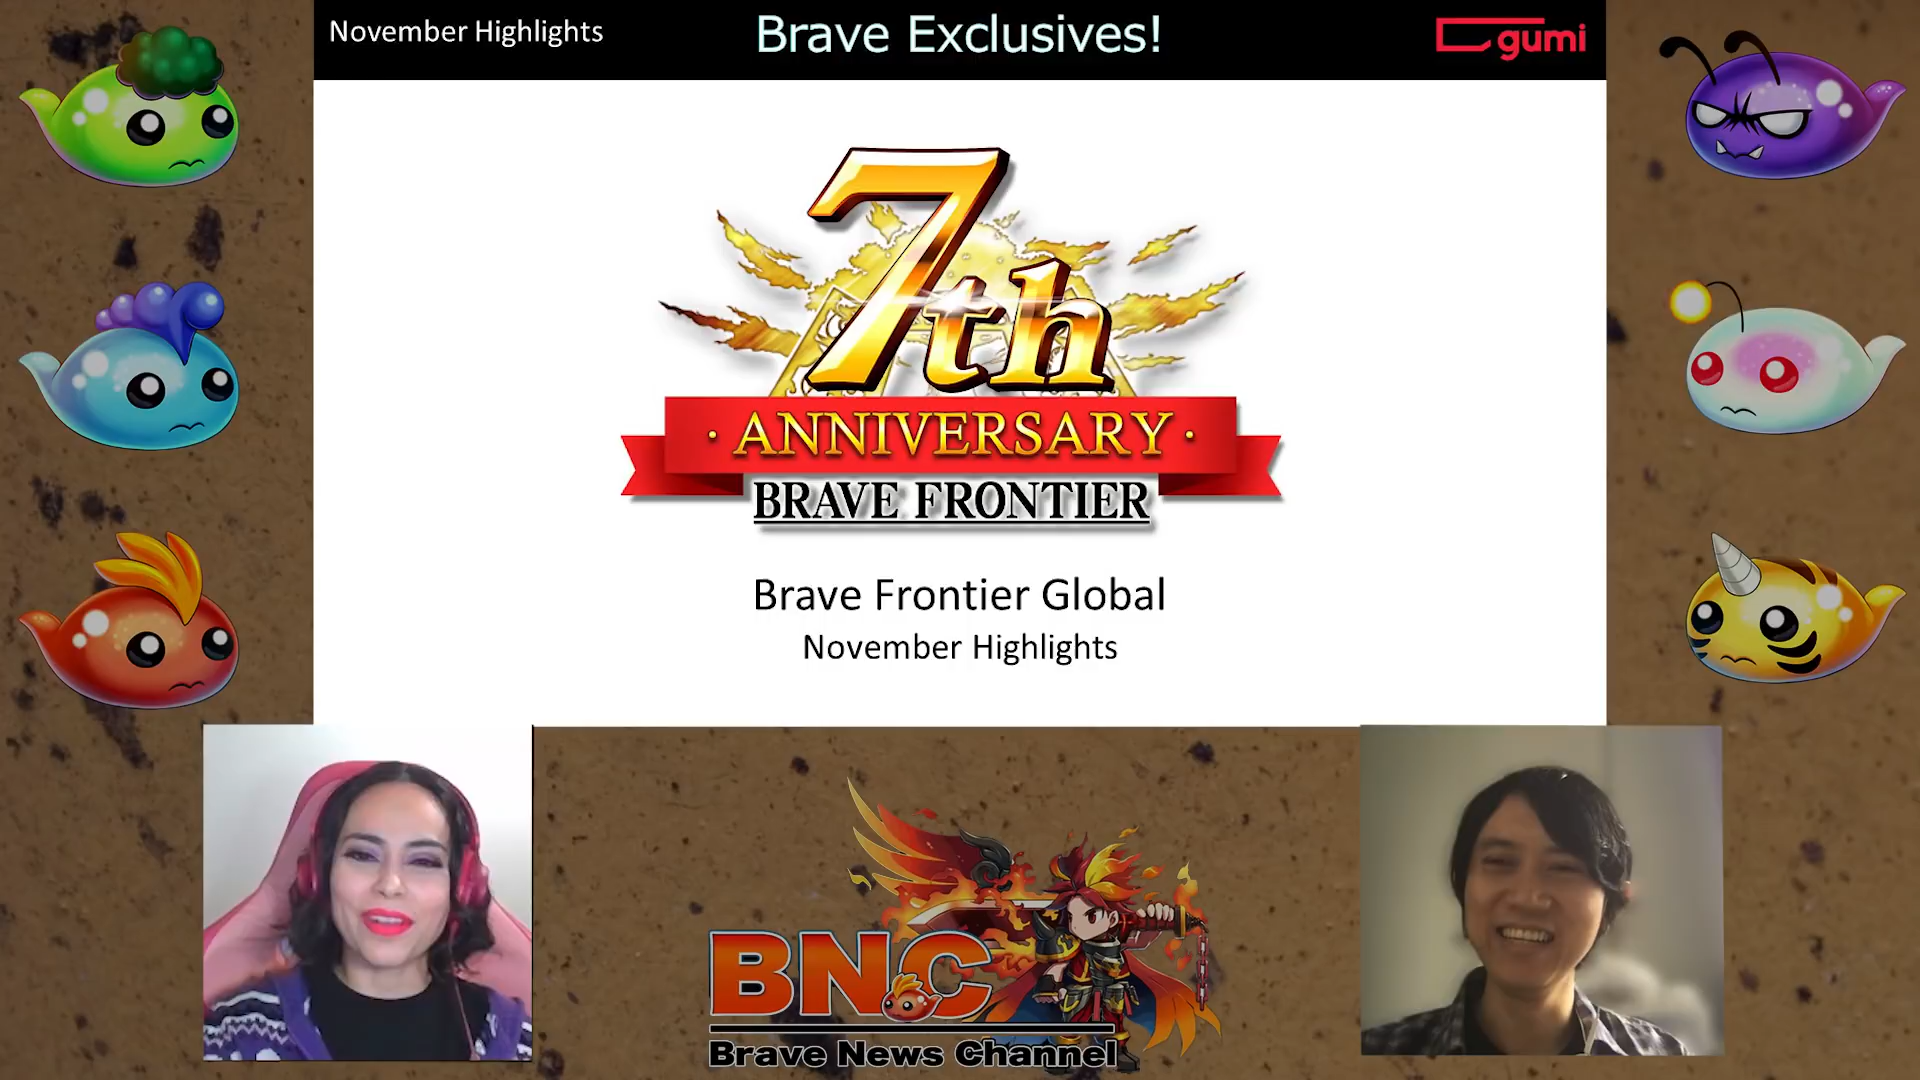 November Highlights
Brave Exclusives!
gumi
7th
· ANNIVERSARY ·
BRAVE FRONTIER
Brave Frontier Global
November Highlights
BNC
Brave News Channel